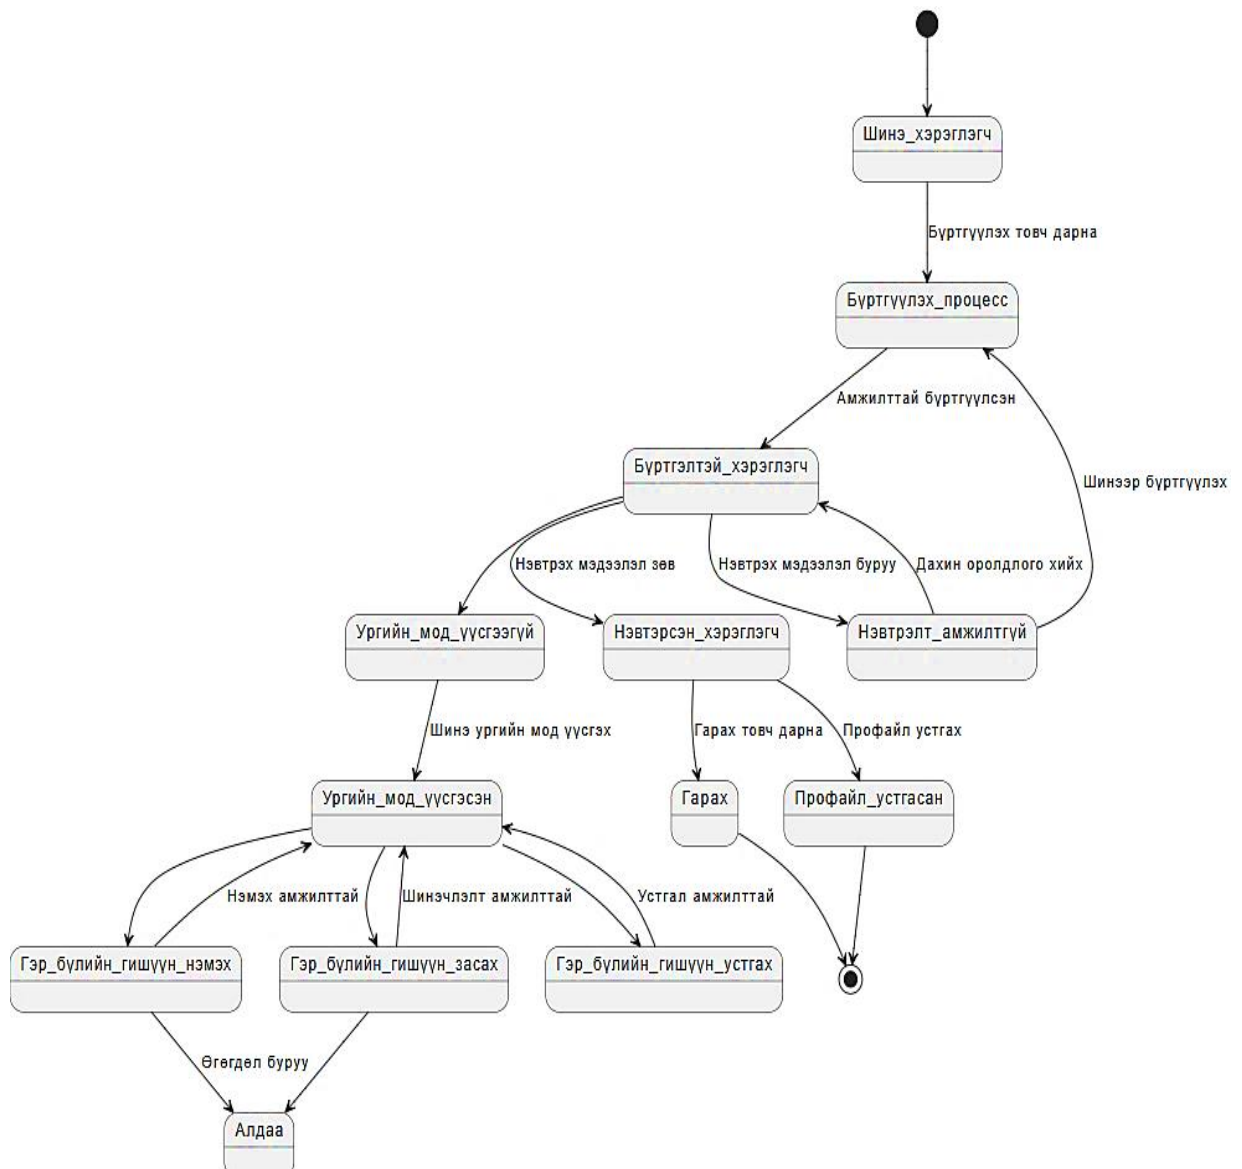 Шинэ_хэрэглэгч
Бүртгүүлэх товч дарна
Бүртгүүлэх_процесс
Амжилттай бүртгүүлсэн
Бүртгэлтэй_хэрэглэгч
Шинээр бүртгүүлэх
Нэвтрэх мэдээлэл зөв
Нэвтрэх мэдээлэл буруу
Дахин оролдлого хийх
Ургийн_мод_үүсгээгүй
Нэвтэрсэн_хэрэглэгч
Нэвтрэлт_амжилтгүй
Шинэ ургийн мод үүсгэх
Гарах товч дарна
Профайл устгах
Ургийн_мод_үүсгэсэн
Гарах
Профайл_устгасан
Нэмэх амжилттай
Шинэчлэлт амжилттай
Устгал амжилттай
Гэр_бүлийн_гишүүн_нэмэх
Гэр_бүлийн_гишүүн_засах
Гэр_бүлийн_гишүүн_устгах
Өгөгдөл буруу
Алдаа